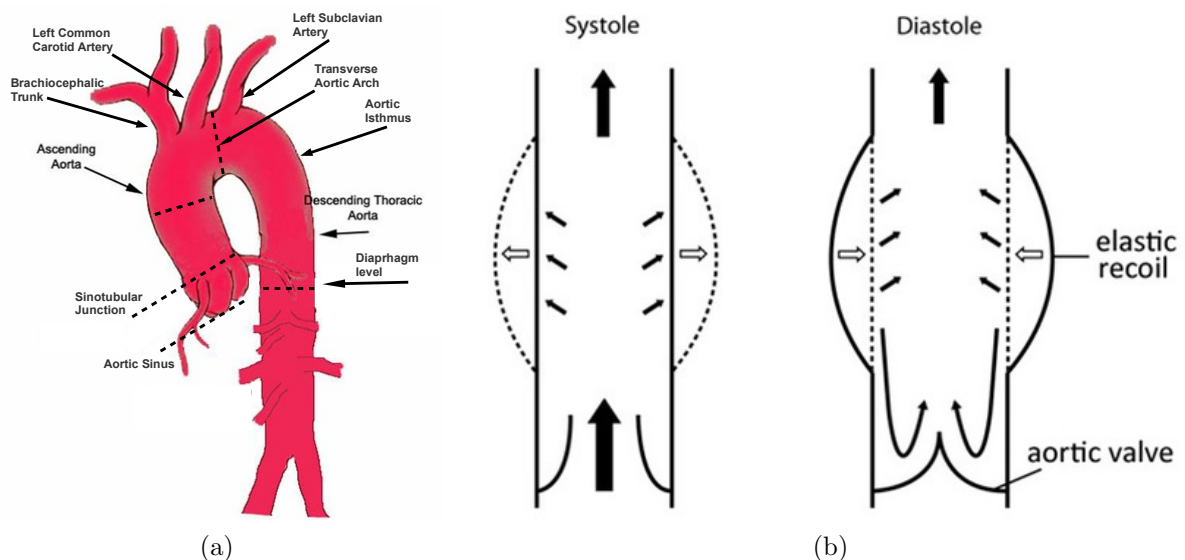 Left Common
Carotid Artery
Left Subclavian
Artery
Brachiocephalic
Trunk
Transverse
Aortic Arch
Aortic
Isthmus
Ascending
Aorta
Descending Thoracic
Aorta
Diaphragm
level
Sinotubular
Junction
Aortic Sinus
(a)
Systole
Diastole
elastic
recoil
aortic valve
(b)